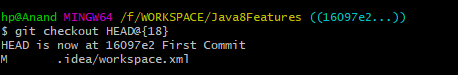 hp@Anand MINGW64 /f/WORKSPACE/Java8Features ((16097e2...))
$ git checkout HEAD@{18}
HEAD is now at 16097e2 First Commit
M       .idea/workspace.xml